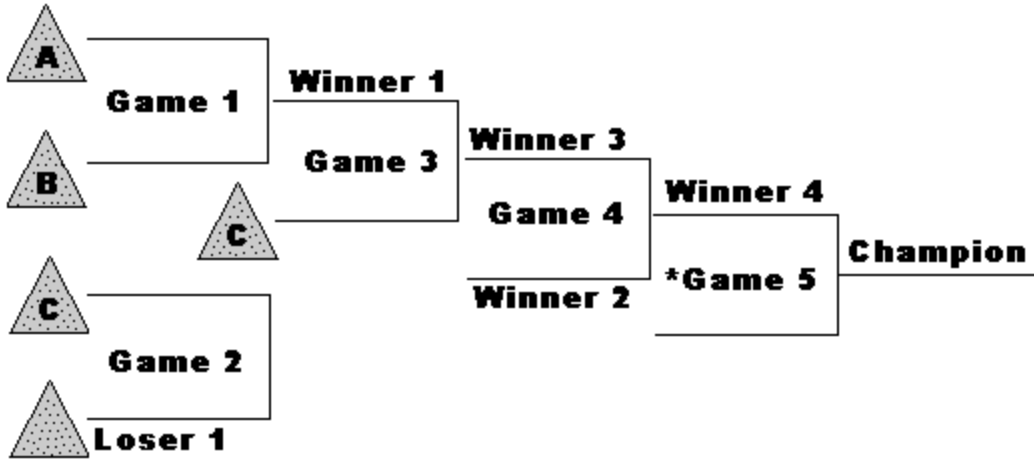 A
Game 1
B
Winner 1
Game 3
C
Winner 3
Game 4
Winner 2
Winner 4
*Game 5
Champion
C
Game 2
Loser 1